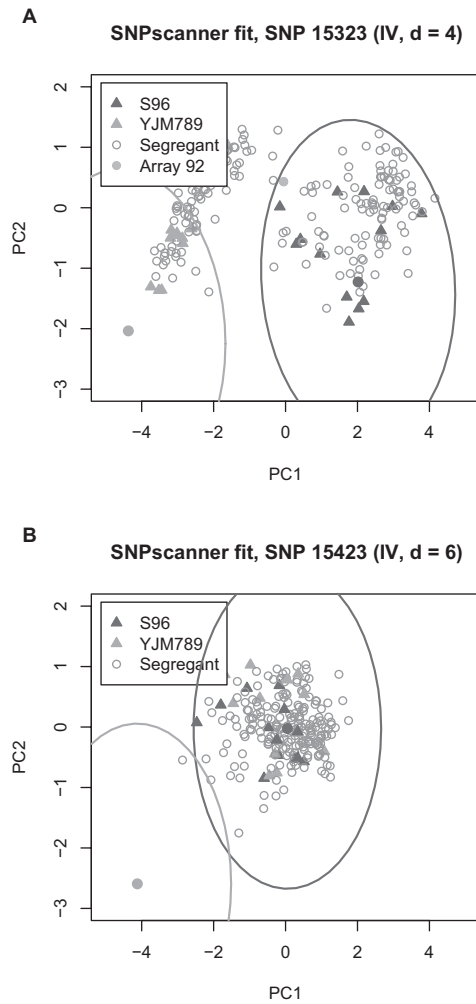 A
SNPscanner fit, SNP 15323 (IV, d = 4)
2
1
0
−1
−2
−3
PC2
S96
YJM789
Segregant
Array 92
−4
−2
0
2
4
PC1
B
SNPscanner fit, SNP 15423 (IV, d = 6)
2
1
0
−1
−2
−3
PC2
S96
YJM789
Segregant
−4
−2
0
2
4
PC1